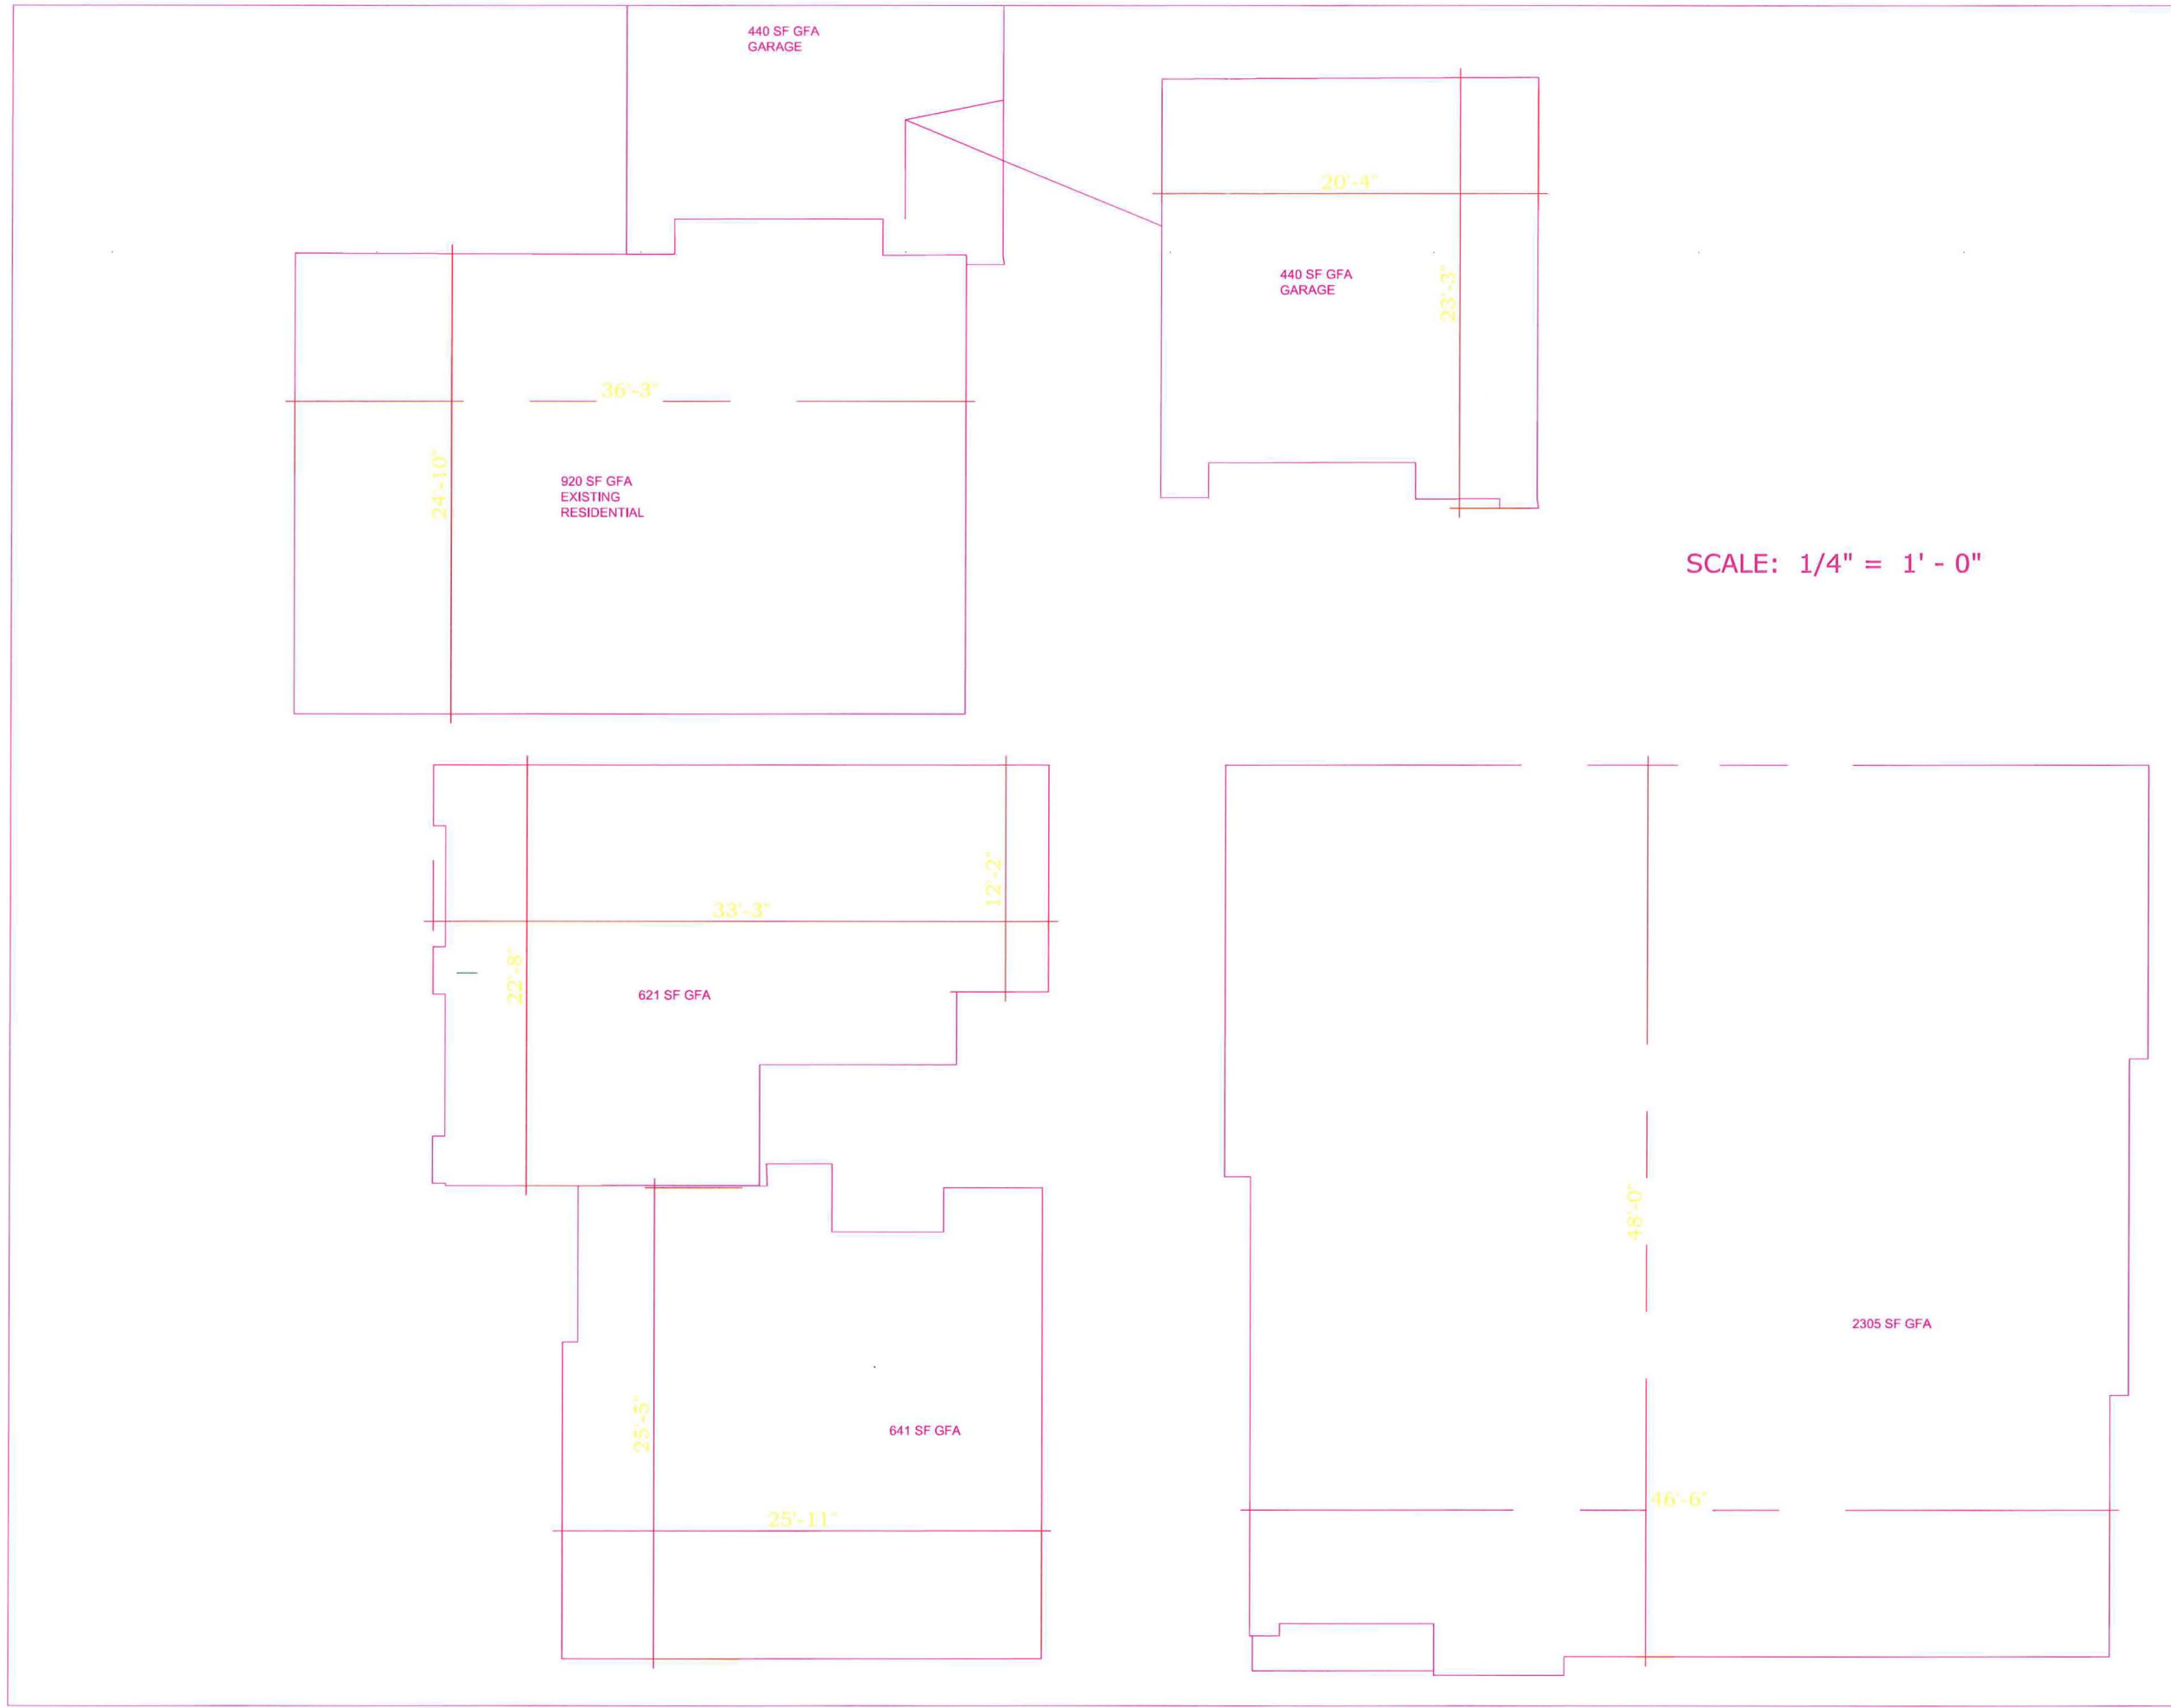 440 SF GFA
GARAGE
20'-4"
440 SF GFA
GARAGE
23'-3"
36'-3"
24'-10"
920 SF GFA
EXISTING
RESIDENTIAL
SCALE: 1/4" = 1' - 0"
12'-2"
33'-3"
22'-8"
621 SF GFA
48'-0"
2305 SF GFA
25'-5"
641 SF GFA
46'-6"
25'-11"